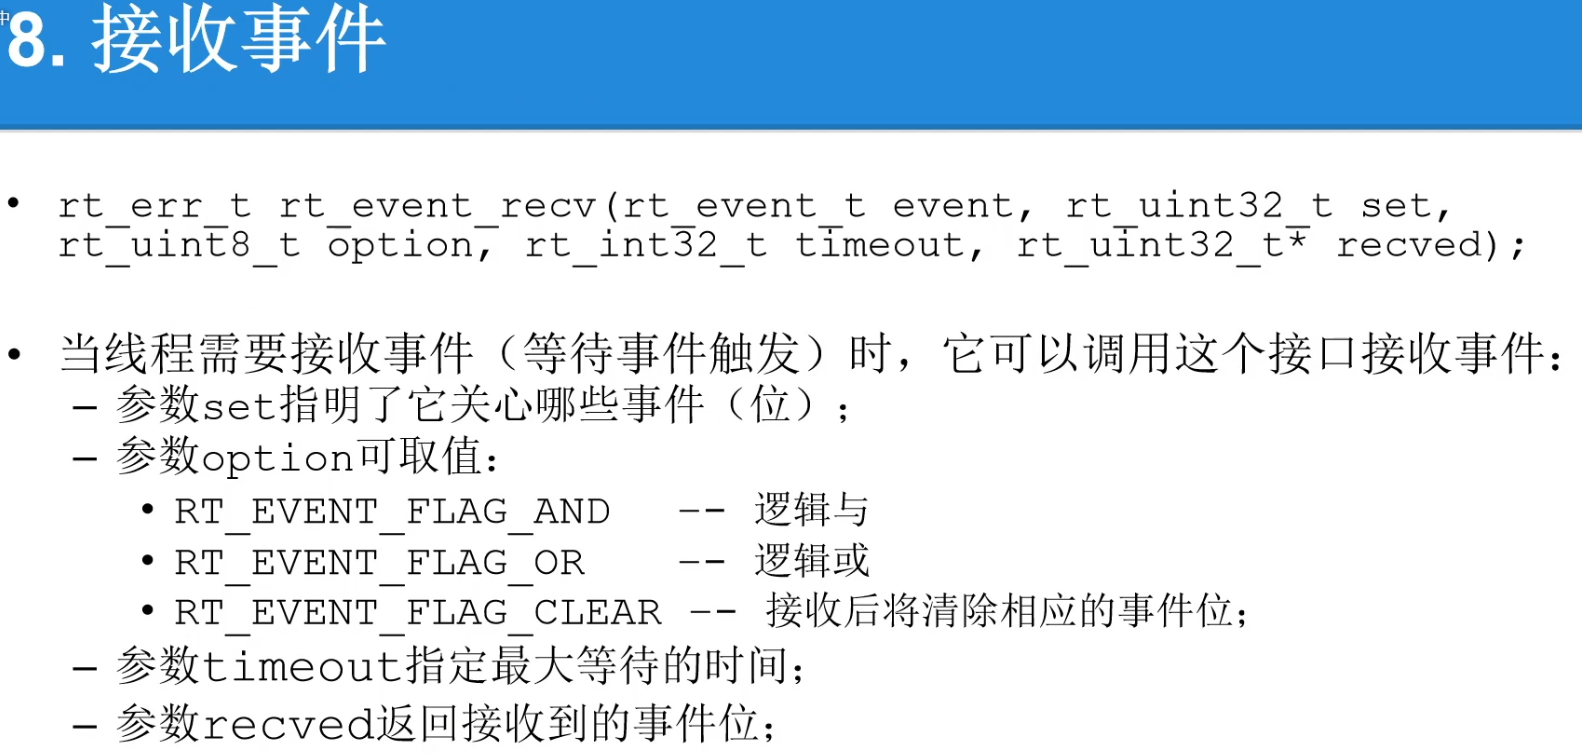 中
8. 接收事件
• rt_err_t rt_event_recv(rt_event_t event, rt_uint32_t set,
rt_uint8_t option, rt_int32_t timeout, rt_uint32_t* recved);
• 当线程需要接收事件（等待事件触发）时，它可以调用这个接口接收事件：
– 参数set指明了它关心哪些事件（位）；
– 参数option可取值：
• RT_EVENT_FLAG_AND -- 逻辑与
• RT_EVENT_FLAG_OR -- 逻辑或
• RT_EVENT_FLAG_CLEAR -- 接收后将清除相应的事件位；
– 参数timeout指定最大等待的时间；
– 参数recved返回接收到的事件位；